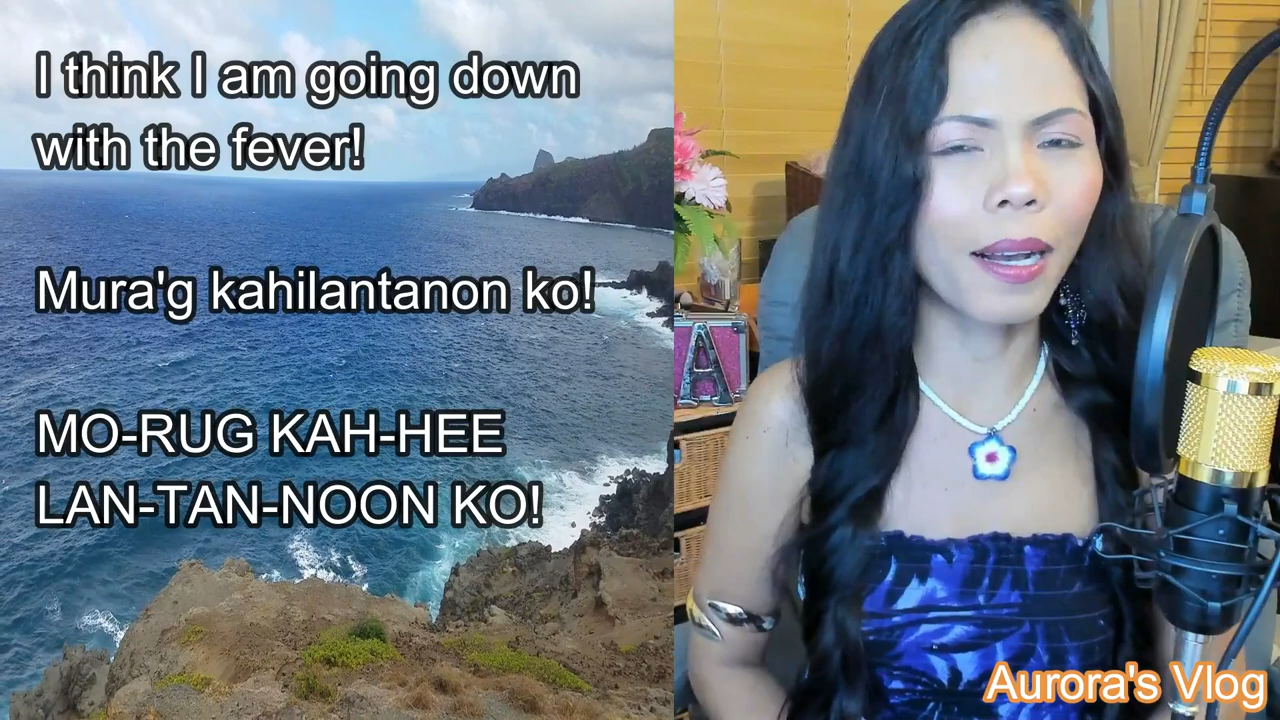 I think I am going down
with the fever!
Mura'g kahilantanon ko!
MO-RUG KAH-HEE
LAN-TAN-NOON KO!
A
Aurora's Vlog